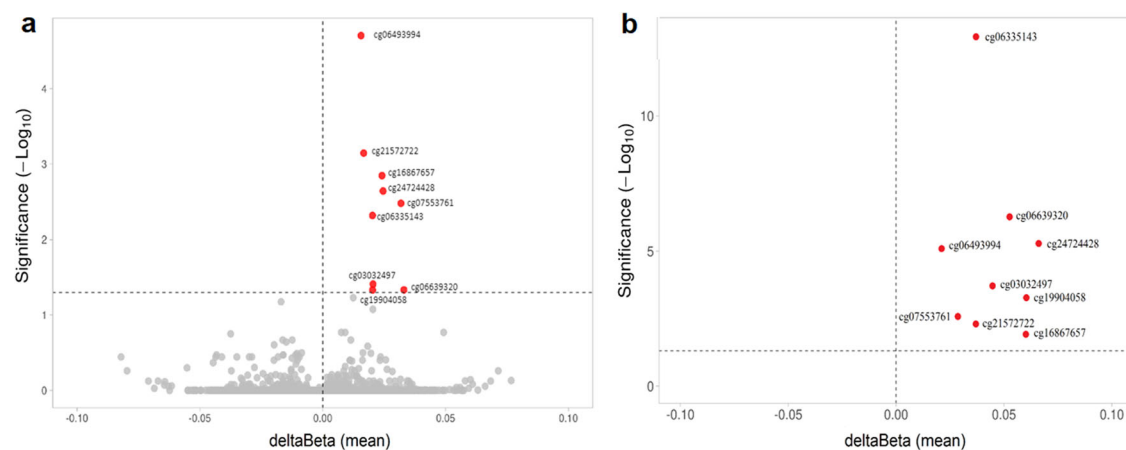 a
cg06493994
4
cg21572722
3
cg16867657
cg24724428
cg07553761
cg06335143
2
cg03032497
cg06639320
cg19904058
1
0
-0.10
-0.05
0.00
0.05
0.10
deltaBeta (mean)
Significance (−Log10)
b
cg06335143
10
cg06639320
cg24724428
cg06493994
5
cg03032497
cg19904058
cg07553761
cg21572722
cg16867657
0
-0.10
-0.05
0.00
0.05
0.10
deltaBeta (mean)
Significance (−Log10)